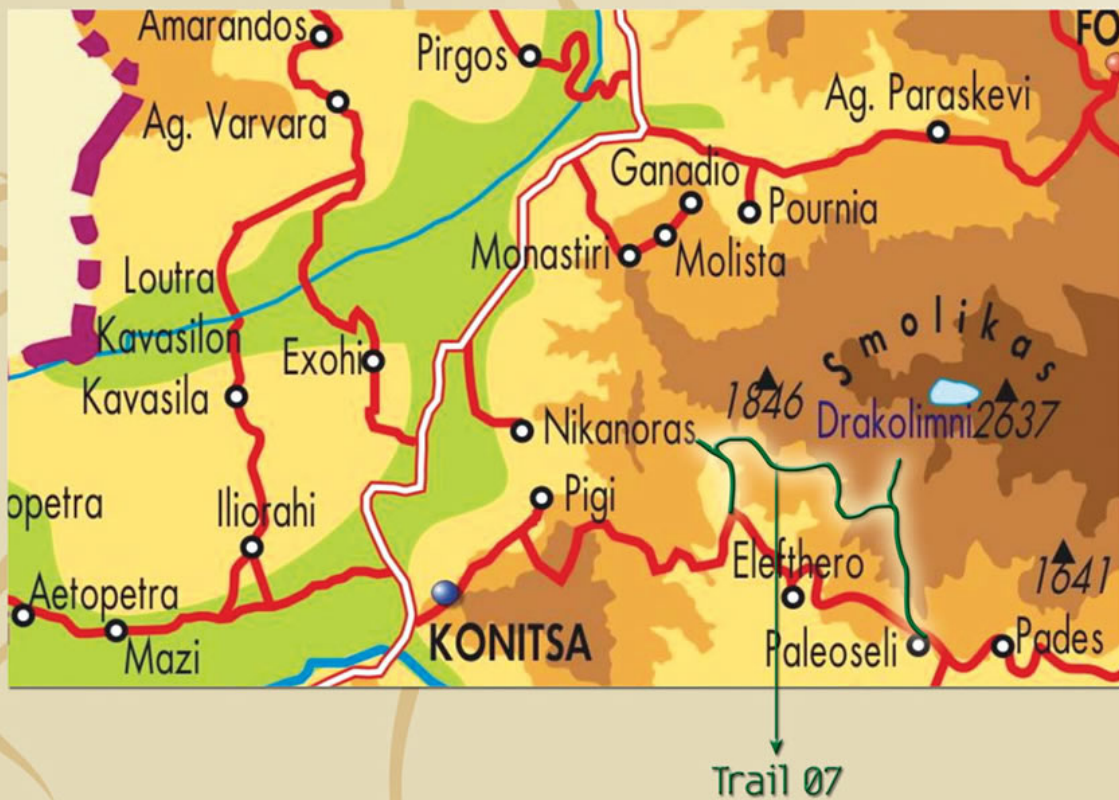 Amarandos
Pirgos
FO
Ag. Varvara
Ag. Paraskevi
Ganadio
Pournia
Monastiri
Molista
Loutra
Kavasilon
Exohi
Kavasila
Smolikas
1846
Drakolimni 2637
Nikanoras
opetra
Iliorahi
Pigi
Elefthero
1641
Aetopetra
Mazi
KONITSA
Paleoseli
Pades
Trail 07